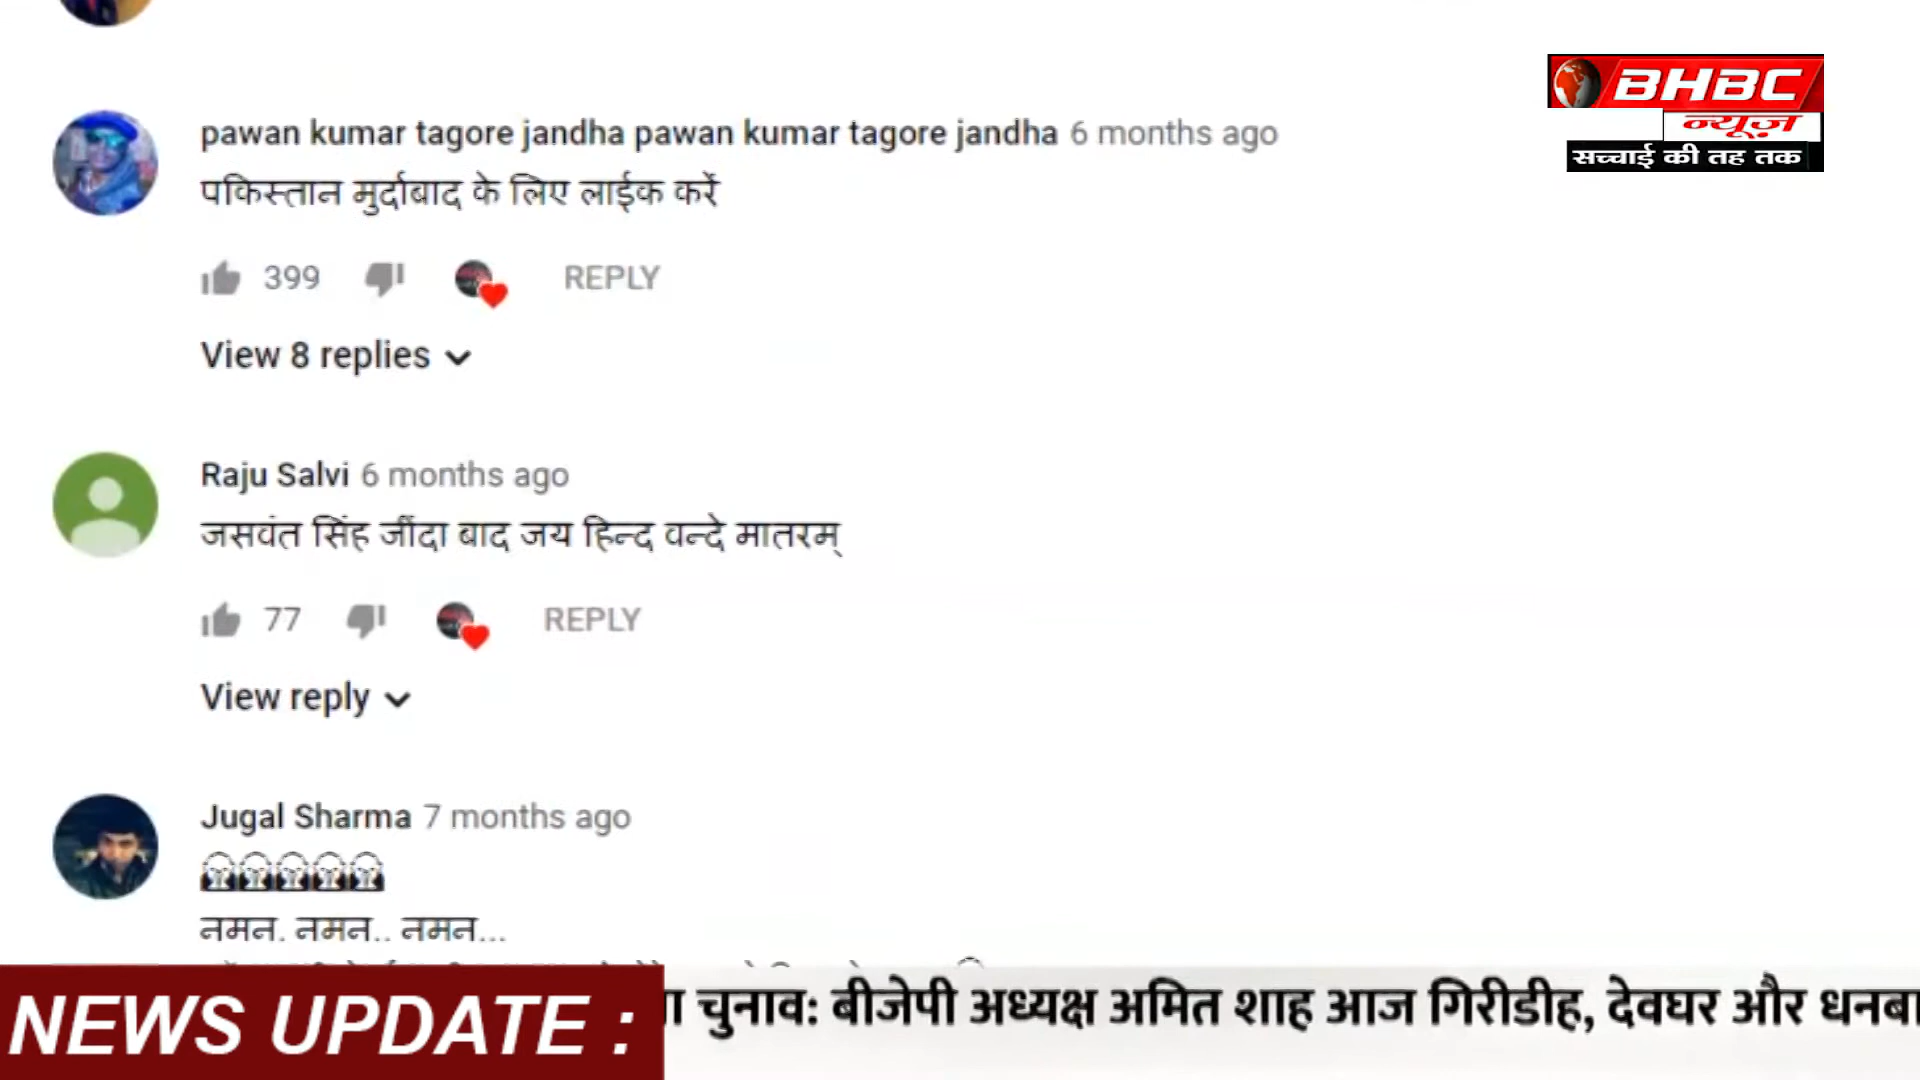 BHBC
न्यूज़
सच्चाई की तह तक
pawan kumar tagore jandha pawan kumar tagore jandha 6 months ago
पकिस्तान मुर्दाबाद के लिए लाईक करें
399 REPLY
View 8 replies
Raju Salvi 6 months ago
जसवंत सिंह जींदा बाद जय हिन्द वन्दे मातरम्
77 REPLY
View reply
Jugal Sharma 7 months ago
नमन. नमन.. नमन...
NEWS UPDATE : चुनाव: बीजेपी अध्यक्ष अमित शाह आज गिरीडीह, देवघर और